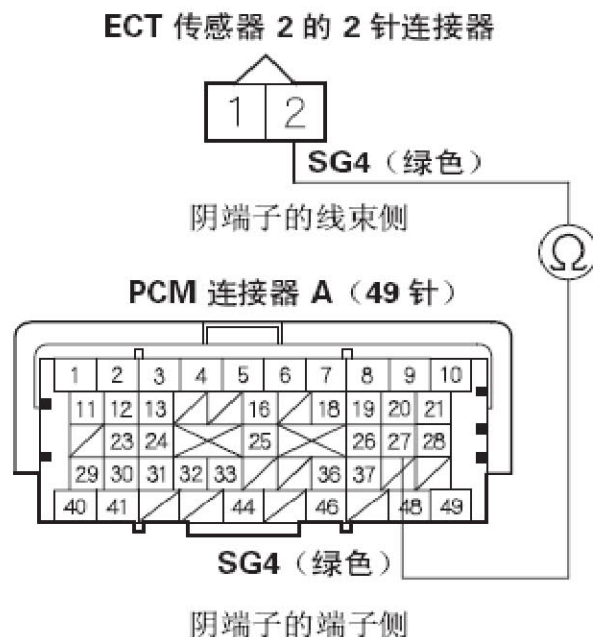 ECT 传感器 2 的 2 针连接器
1 2
SG4（绿色）
阴端子的线束侧
Ω
PCM 连接器 A（49 针）
1 2 3 4 5 6 7 8 9 10
11 12 13 16 18 19 20 21
23 24 25 26 27 28
29 30 31 32 33 36 37
40 41 44 46 48 49
SG4（绿色）
阴端子的端子侧